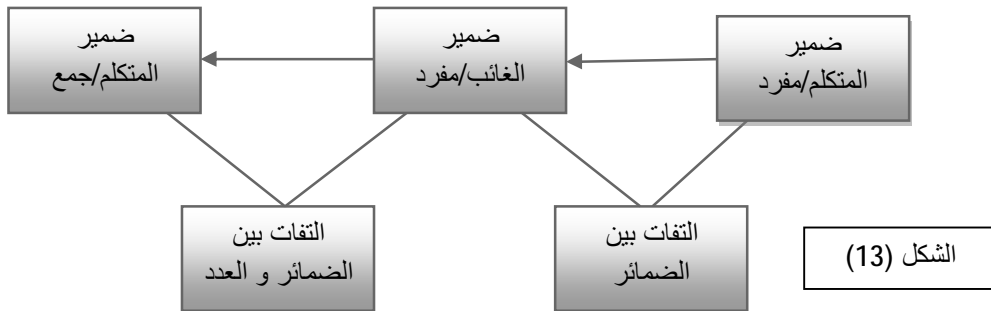 ضمير
المتكلم/مفرد
ضمير
الغائب/مفرد
ضمير
المتكلم/جمع
التفات بين
الضمائر
التفات بين
الضمائر و العدد
الشكل (13)